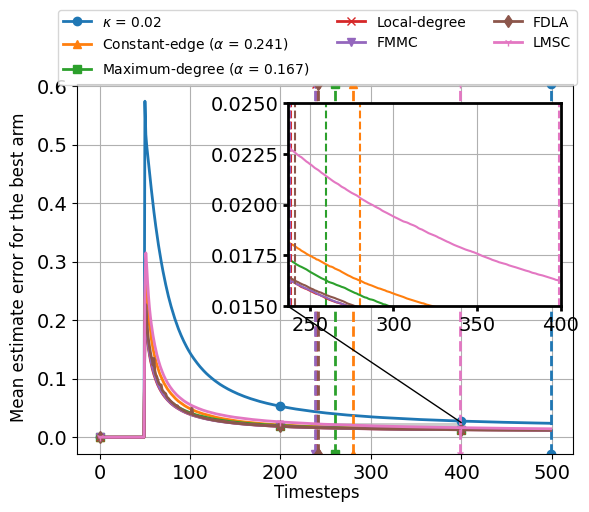 κ = 0.02
Constant-edge (α = 0.241)
Maximum-degree (α = 0.167)
Local-degree
FMMC
FDLA
LMSC
Mean estimate error for the best arm
0.6
0.5
0.4
0.3
0.2
0.1
0.0
0.0250
0.0225
0.0200
0.0175
0.0150
250 300 350 400
0 100 200 300 400 500
Timesteps